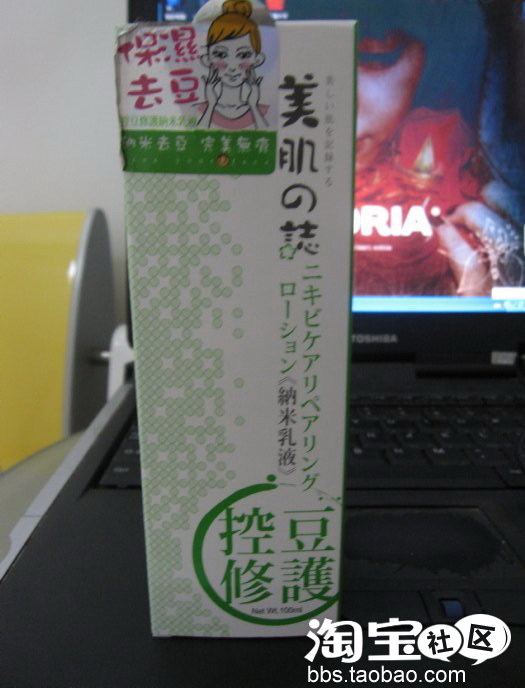 保濕
去豆
納米去豆 完美無痕
美しい肌を記録する
美肌の誌
ニキビケアリペアリング
ローション《納米乳液》
控豆
修護
Net Wt.100ml
ORIA
TOSHIBA
淘宝社区
bbs.taobao.com